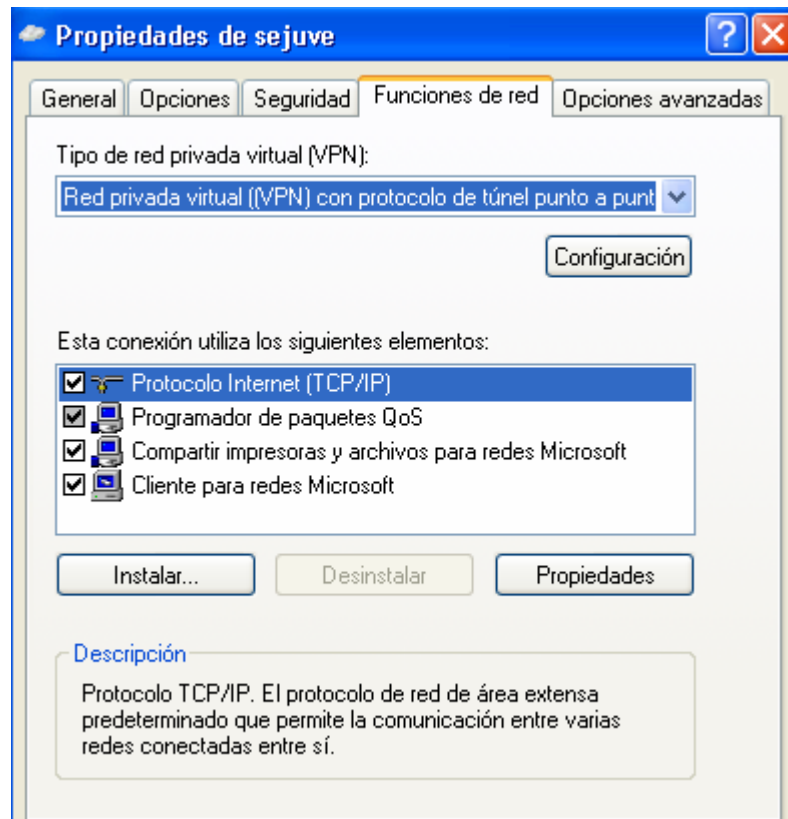 Propiedades de sejuve
General Opciones Seguridad Funciones de red Opciones avanzadas
Tipo de red privada virtual (VPN):
Red privada virtual ((VPN) con protocolo de túnel punto a punt
Configuración
Esta conexión utiliza los siguientes elementos:
Protocolo Internet (TCP/IP)
Programador de paquetes QoS
Compartir impresoras y archivos para redes Microsoft
Cliente para redes Microsoft
Instalar... Desinstalar Propiedades
Descripción
Protocolo TCP/IP. El protocolo de red de área extensa
predeterminado que permite la comunicación entre varias
redes conectadas entre sí.